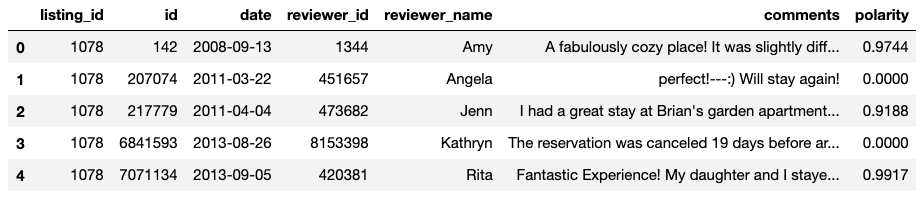 listing_id id date reviewer_id reviewer_name comments polarity
0 1078 142 2008-09-13 1344 Amy A fabulously cozy place! It was slightly diff... 0.9744
1 1078 207074 2011-03-22 451657 Angela perfect!---:) Will stay again! 0.0000
2 1078 217779 2011-04-04 473682 Jenn I had a great stay at Brian's garden apartment... 0.9188
3 1078 6841593 2013-08-26 8153398 Kathryn The reservation was canceled 19 days before ar... 0.0000
4 1078 7071134 2013-09-05 420381 Rita Fantastic Experience! My daughter and I staye... 0.9917